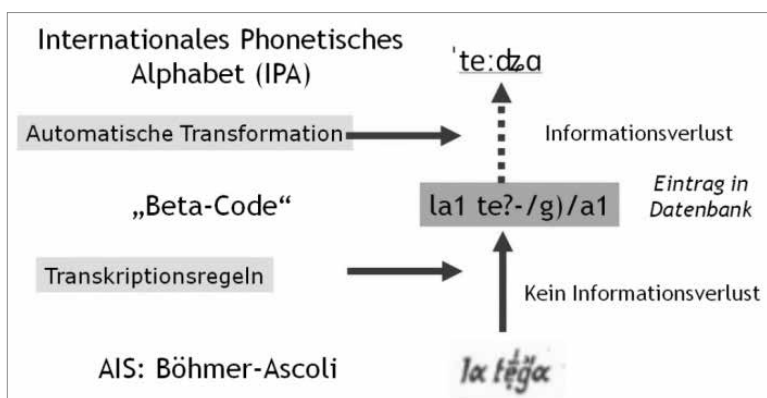 Internationales Phonetisches
Alphabet (IPA)
ˈteːʥɑ
Automatische Transformation
Informationsverlust
„Beta-Code“
la1 te?-/g)/a1
Eintrag in
Datenbank
Transkriptionsregeln
Kein Informationsverlust
AIS: Böhmer-Ascoli